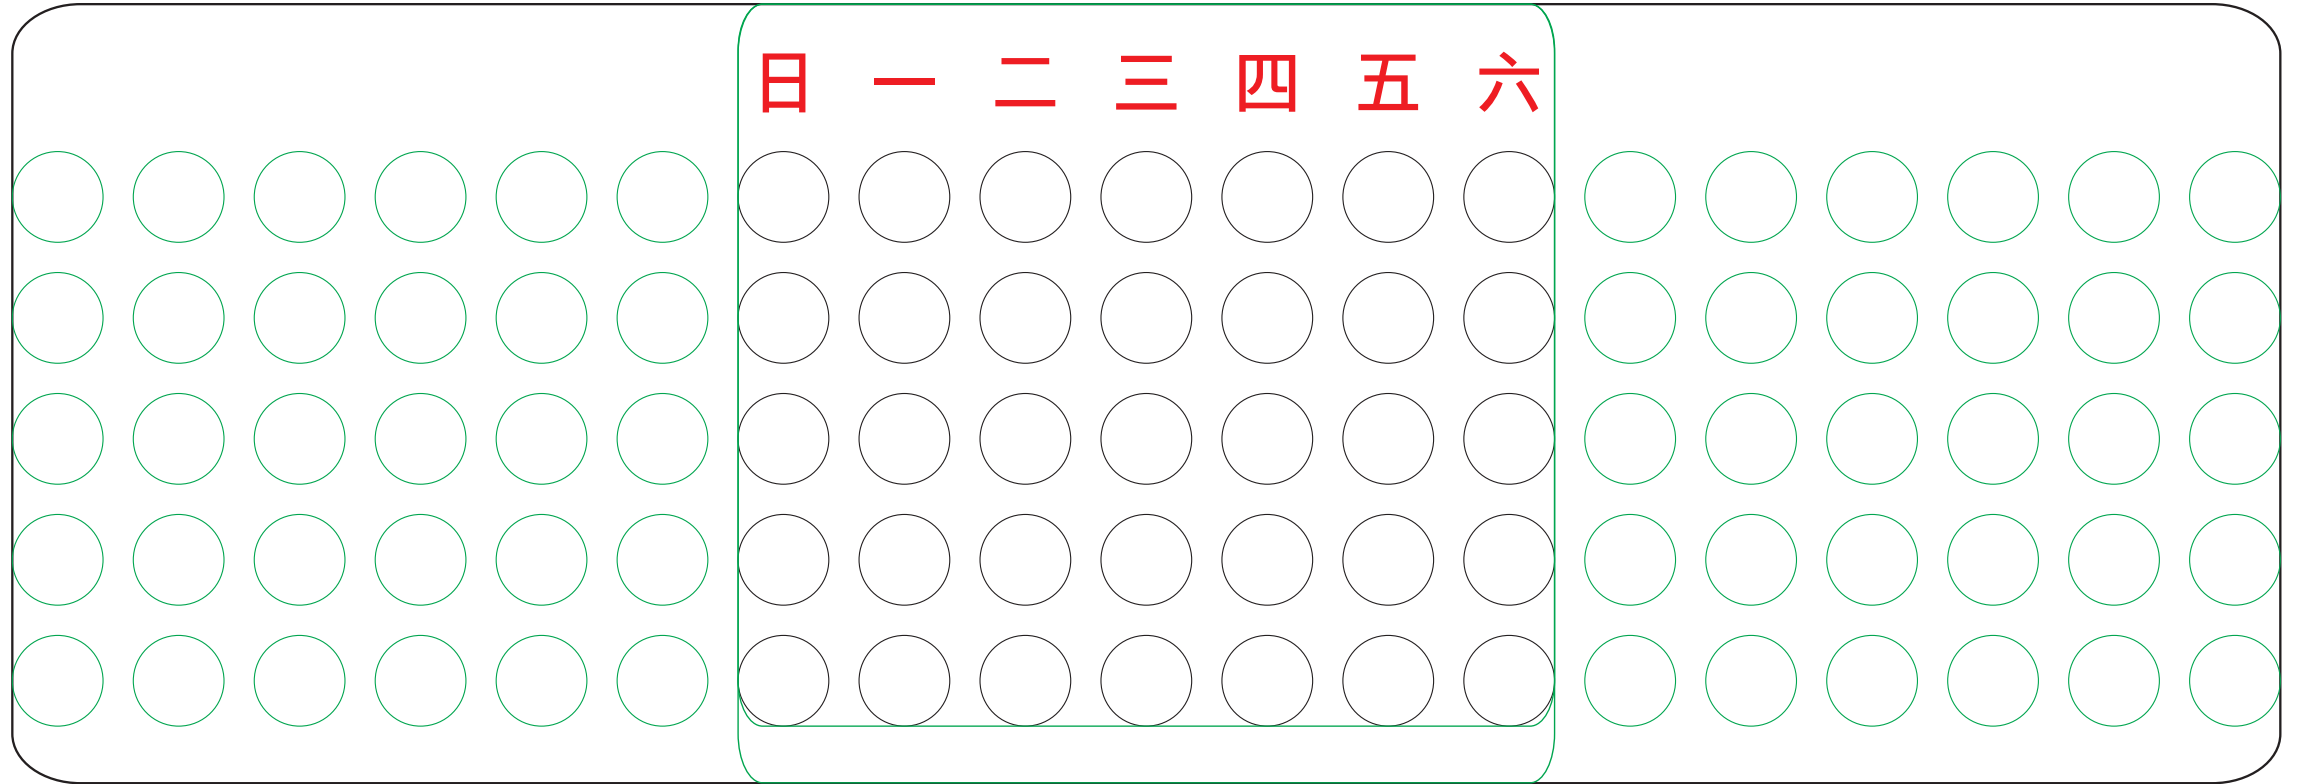 日 一 二 三 四 五 六